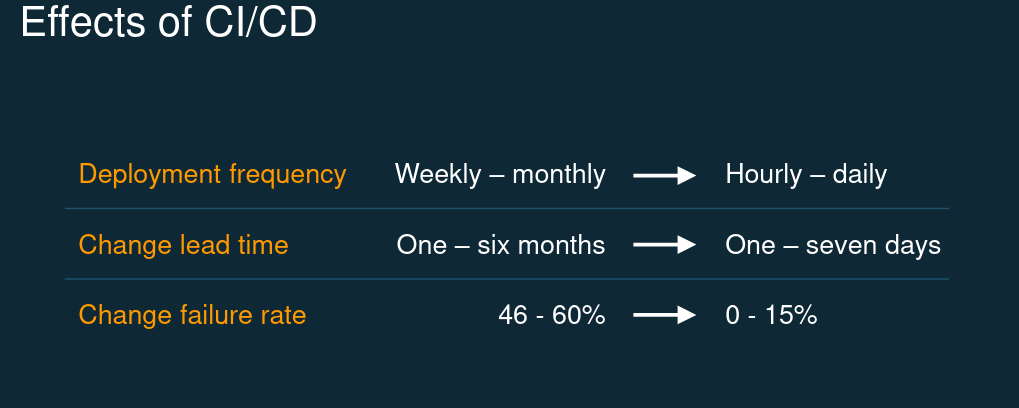 Effects of CI/CD
Deployment frequency Weekly – monthly Hourly – daily
Change lead time One – six months One – seven days
Change failure rate 46 - 60% 0 - 15%